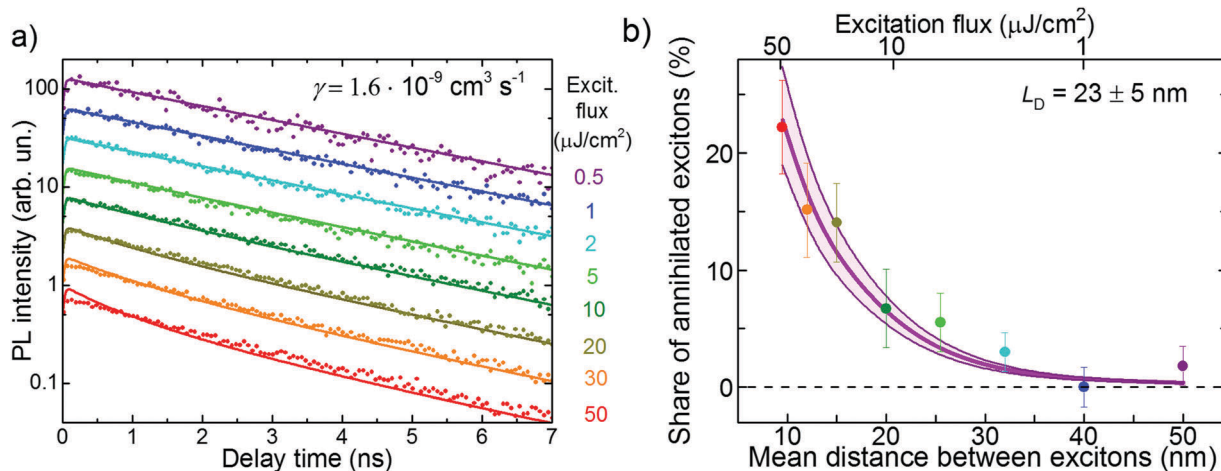 a)
PL intensity (arb. un.)
100
10
1
0.1
γ = 1.6 · 10⁻⁹ cm³ s⁻¹
0 1 2 3 4 5 6 7
Delay time (ns)
Excit.
flux
(μJ/cm²)
0.5
1
2
5
10
20
30
50
b)
Excitation flux (μJ/cm²)
50 10 1
Share of annihilated excitons (%)
20
10
0
L_D = 23 ± 5 nm
10 20 30 40 50
Mean distance between excitons (nm)